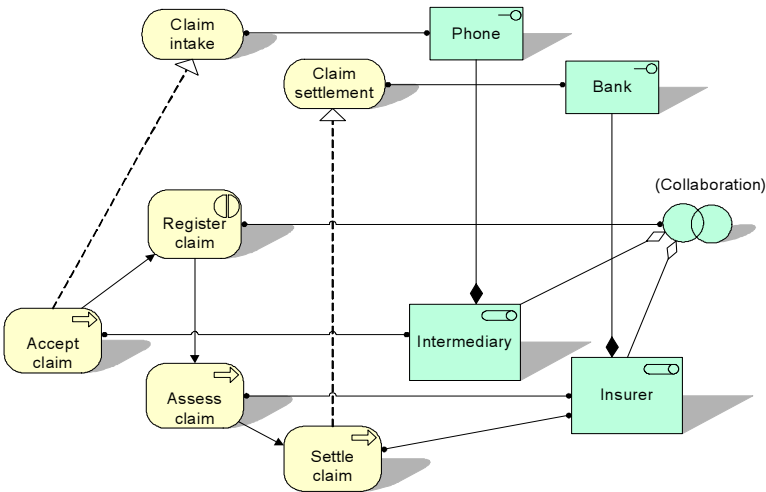 Claim
intake
Phone
Claim
settlement
Bank
(Collaboration)
Register
claim
Accept
claim
Intermediary
Assess
claim
Insurer
Settle
claim